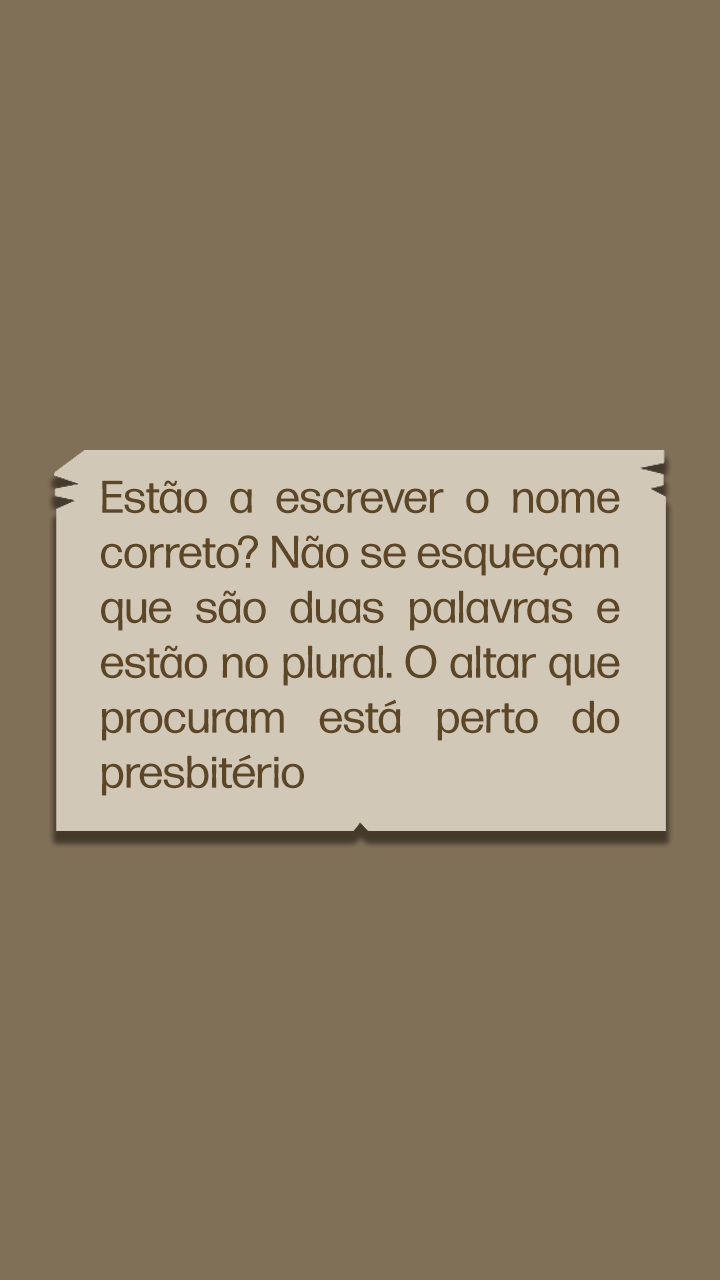 Estão a escrever o nome
correto? Não se esqueçam
que são duas palavras e
estão no plural. O altar que
procuram está perto do
presbitério